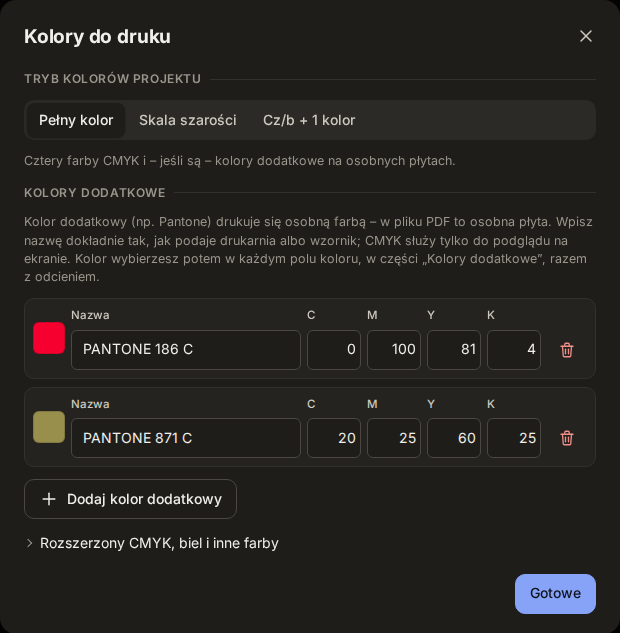 Kolory do druku
TRYB KOLORÓW PROJEKTU
Pełny kolor Skala szarości Cz/b + 1 kolor
Cztery farby CMYK i – jeśli są – kolory dodatkowe na osobnych płytach.
KOLORY DODATKOWE
Kolor dodatkowy (np. Pantone) drukuje się osobną farbą – w pliku PDF to osobna płyta. Wpisz
nazwę dokładnie tak, jak podaje drukarnia albo wzornik; CMYK służy tylko do podglądu na
ekranie. Kolor wybierzesz potem w każdym polu koloru, w części „Kolory dodatkowe”, razem
z odcieniem.
Nazwa C M Y K
PANTONE 186 C 0 100 81 4
Nazwa C M Y K
PANTONE 871 C 20 25 60 25
Dodaj kolor dodatkowy
Rozszerzony CMYK, biel i inne farby
Gotowe